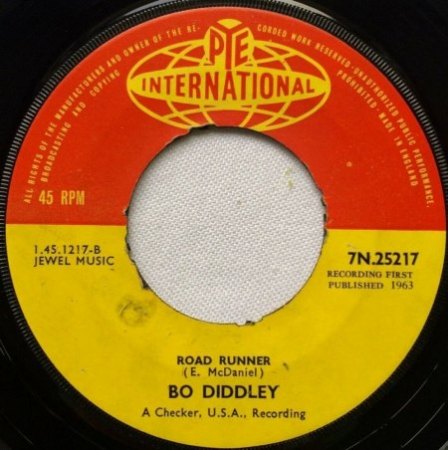 ALL RIGHTS OF THE MANUFACTURERS AND OWNER OF THE RE-
CORDED WORK RESERVED·UNAUTHORIZED PUBLIC PERFORMANCE·
BROADCASTING AND COPYING
PROHIBITED·MADE IN ENGLAND
PYE
INTERNATIONAL
45 RPM
1.45.1217-B
JEWEL MUSIC
7N.25217
RECORDING FIRST
PUBLISHED 1963
ROAD RUNNER
(E. McDaniel)
BO DIDDLEY
A Checker, U.S.A., Recording